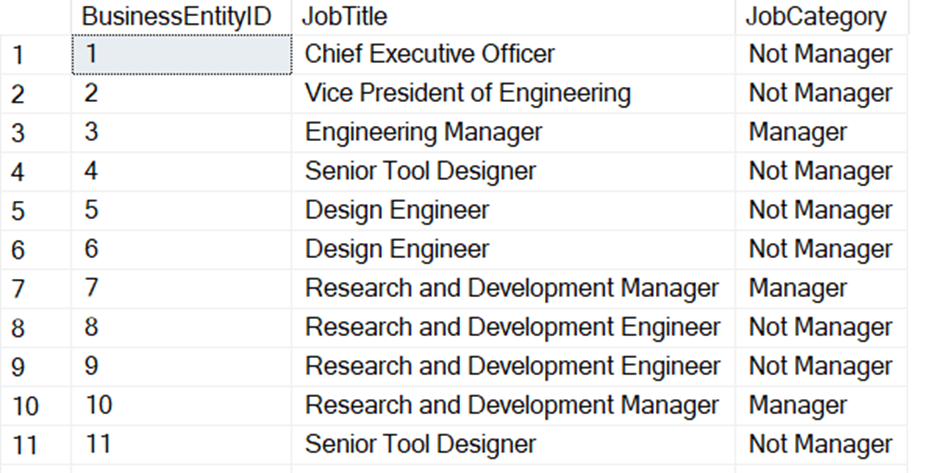 BusinessEntityID JobTitle JobCategory
1 1 Chief Executive Officer Not Manager
2 2 Vice President of Engineering Not Manager
3 3 Engineering Manager Manager
4 4 Senior Tool Designer Not Manager
5 5 Design Engineer Not Manager
6 6 Design Engineer Not Manager
7 7 Research and Development Manager Manager
8 8 Research and Development Engineer Not Manager
9 9 Research and Development Engineer Not Manager
10 10 Research and Development Manager Manager
11 11 Senior Tool Designer Not Manager